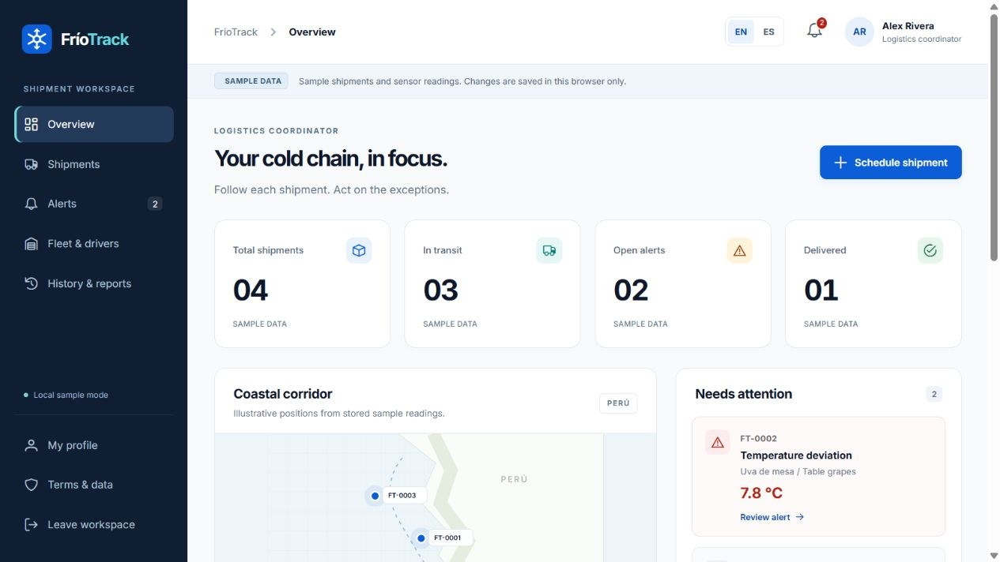 FríoTrack
SHIPMENT WORKSPACE
Overview
Shipments
Alerts
2
Fleet & drivers
History & reports
Local sample mode
My profile
Terms & data
Leave workspace
FrioTrack
Overview
EN
ES
2
AR
Alex Rivera
Logistics coordinator
SAMPLE DATA
Sample shipments and sensor readings. Changes are saved in this browser only.
LOGISTICS COORDINATOR
Your cold chain, in focus.
Follow each shipment. Act on the exceptions.
Schedule shipment
Total shipments
04
SAMPLE DATA
In transit
03
SAMPLE DATA
Open alerts
02
SAMPLE DATA
Delivered
01
SAMPLE DATA
Coastal corridor
Illustrative positions from stored sample readings.
PERÚ
PERÚ
FT-0003
FT-0001
Needs attention
2
FT-0002
Temperature deviation
Uva de mesa / Table grapes
7.8 °C
Review alert